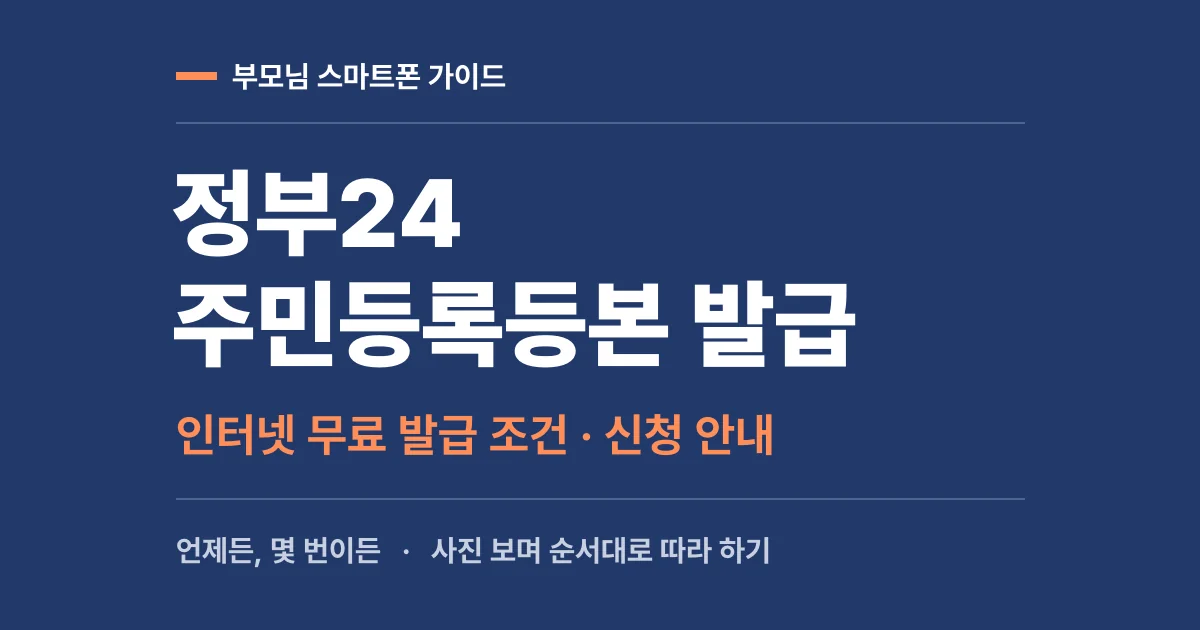 부모님 스마트폰 가이드
정부24
주민등록등본 발급
인터넷 무료 발급 조건 · 신청 안내
언제든, 몇 번이든 · 사진 보며 순서대로 따라 하기